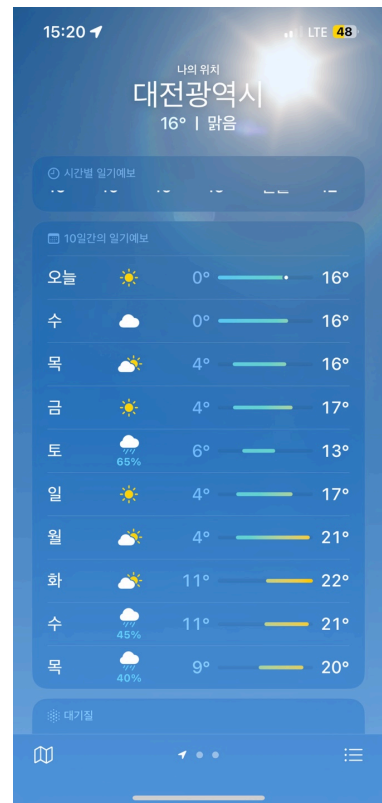 15:20
LTE 48
나의 위치
대전광역시
16° | 맑음
시간별 일기예보
10일간의 일기예보
오늘 0° 16°
수 0° 16°
목 4° 16°
금 4° 17°
토 65% 6° 13°
일 4° 17°
월 4° 21°
화 11° 22°
수 45% 11° 21°
목 40% 9° 20°
대기질